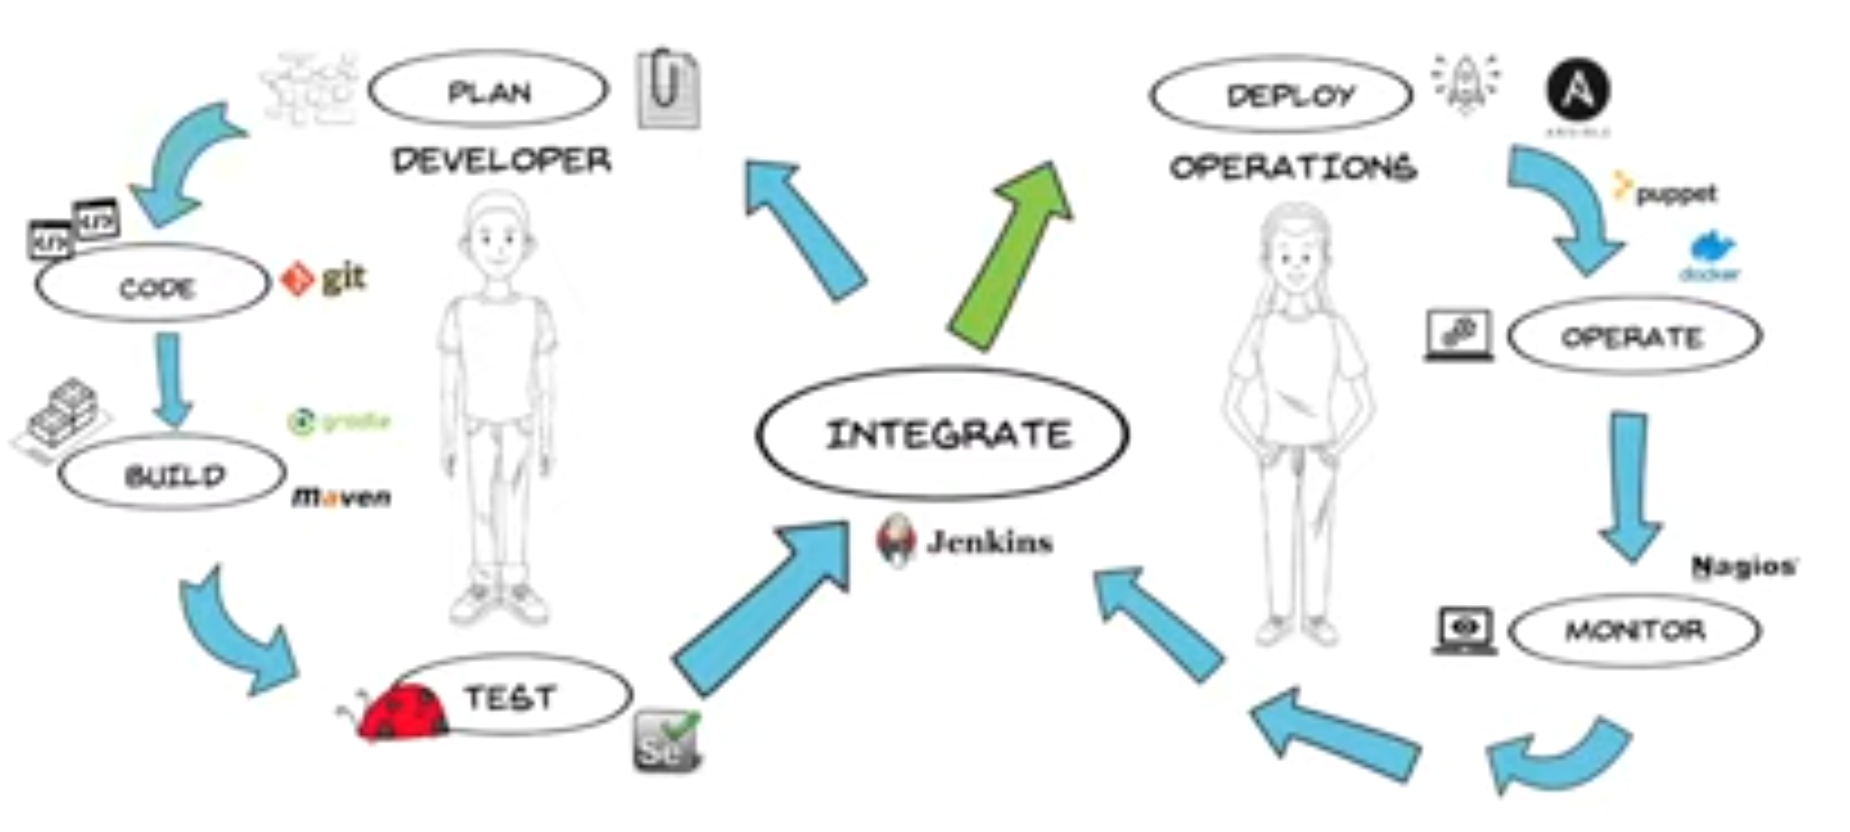 PLAN
DEVELOPER
</>
</>
CODE
git
BUILD
gradle
maven
TEST
Se
INTEGRATE
Jenkins
DEPLOY
A
ANSIBLE
OPERATIONS
puppet
docker
OPERATE
Nagios
MONITOR